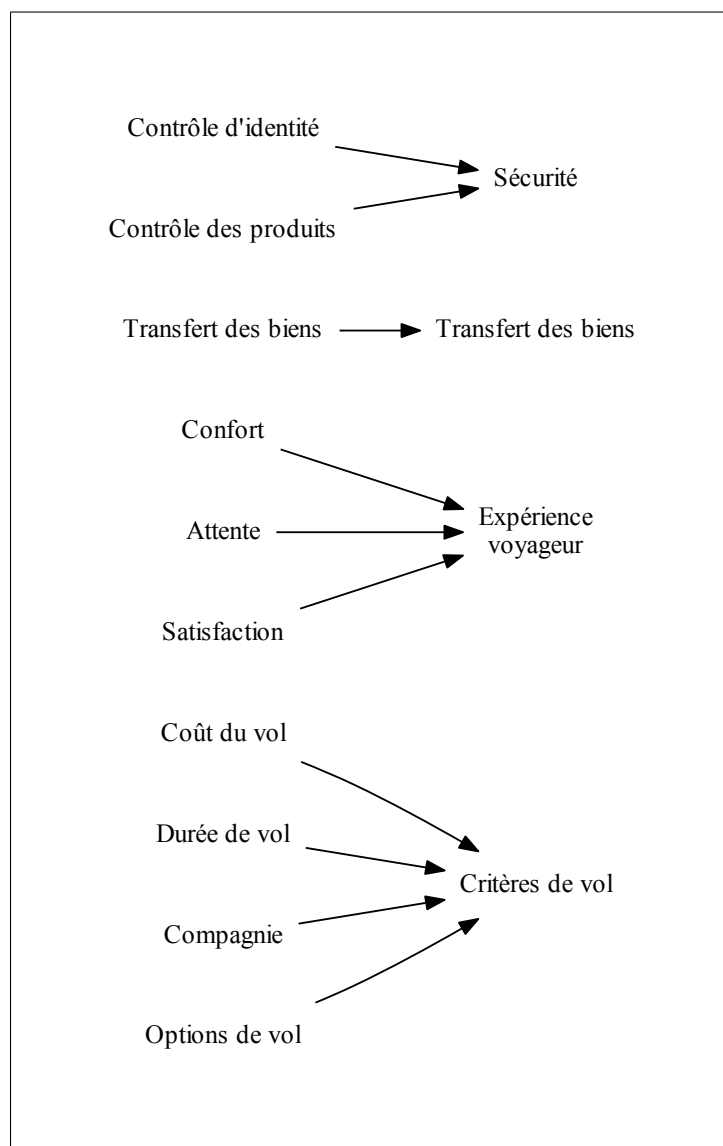 Contrôle d'identité
Sécurité
Contrôle des produits
Transfert des biens
Transfert des biens
Confort
Attente
Expérience
voyageur
Satisfaction
Coût du vol
Durée de vol
Critères de vol
Compagnie
Options de vol